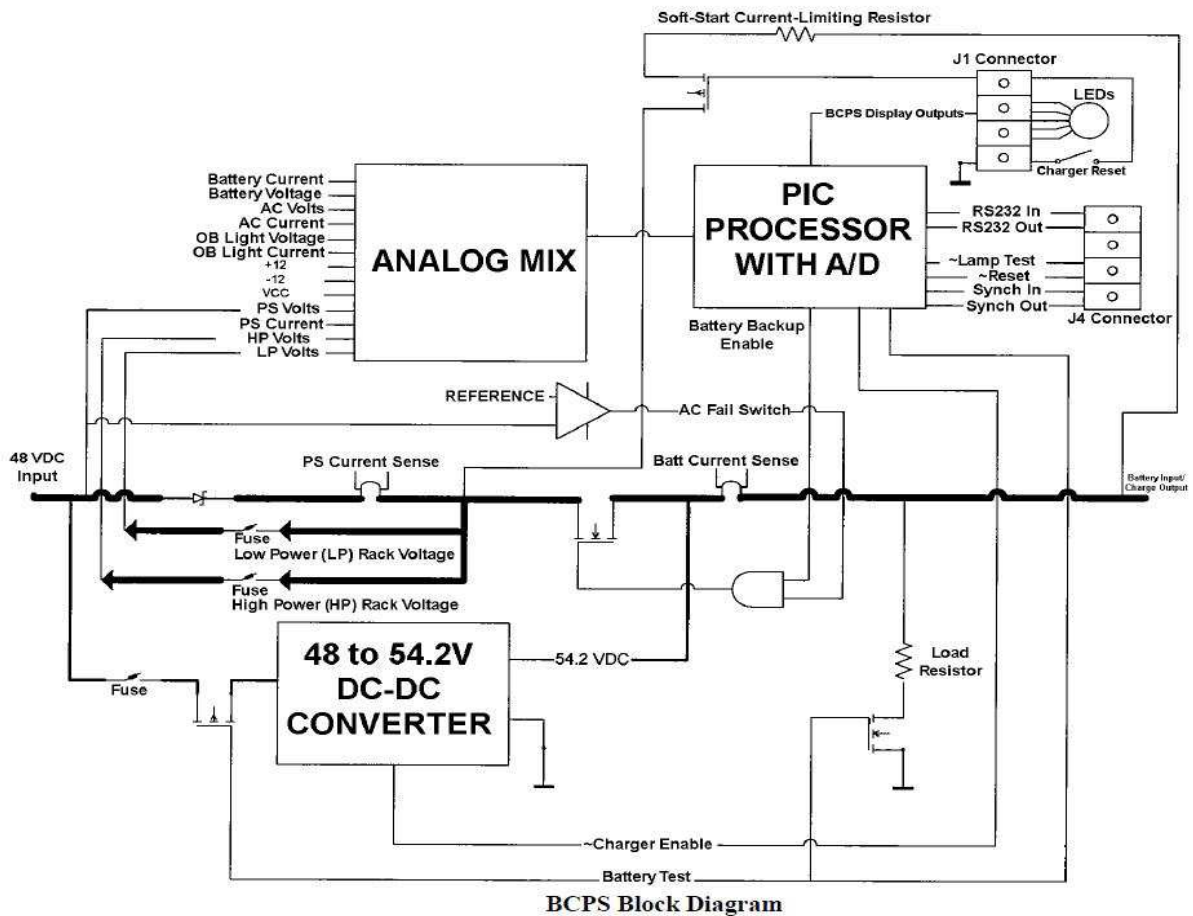 Soft-Start Current-Limiting Resistor
J1 Connector
LEDs
BCPS Display Outputs
Charger Reset
Battery Current
Battery Voltage
AC Volts
AC Current
OB Light Voltage
OB Light Current
+12
-12
VCC
PS Volts
PS Current
HP Volts
LP Volts
ANALOG MIX
PIC
PROCESSOR
WITH A/D
RS232 In
RS232 Out
~Lamp Test
~Reset
Synch In
Synch Out
J4 Connector
Battery Backup
Enable
REFERENCE
AC Fail Switch
48 VDC
Input
PS Current Sense
Batt Current Sense
Battery Input/
Charge Output
Fuse
Low Power (LP) Rack Voltage
Fuse
High Power (HP) Rack Voltage
48 to 54.2V
DC-DC
CONVERTER
54.2 VDC
Load
Resistor
Fuse
~Charger Enable
Battery Test
BCPS Block Diagram